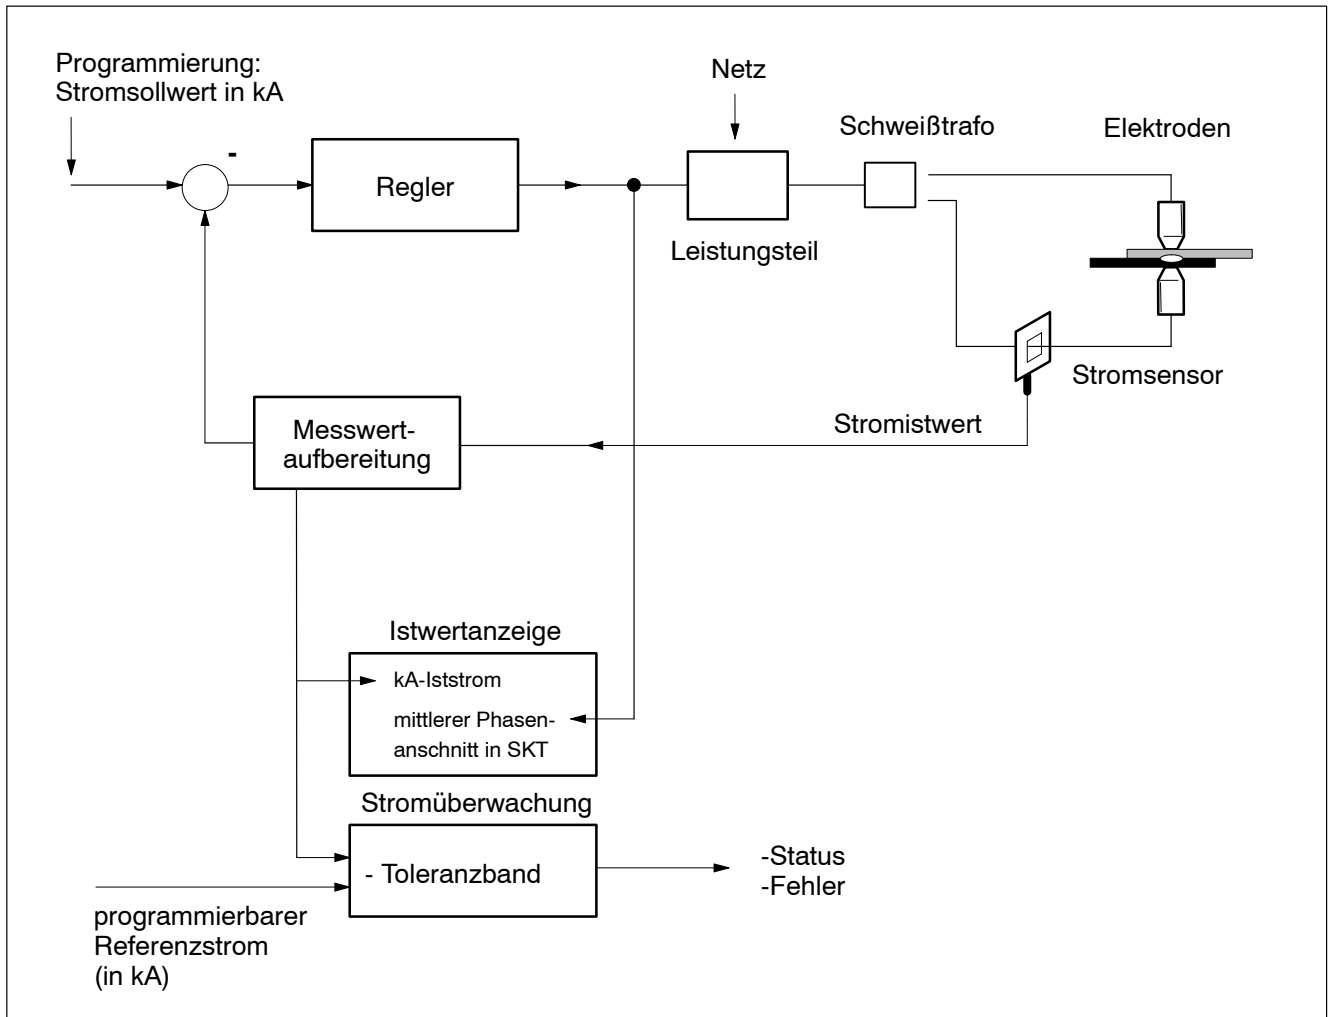 Programmierung:
Stromsollwert in kA
Netz
Schweißtrafo
Elektroden
-
Regler
Leistungsteil
Stromsensor
Stromistwert
Messwert-
aufbereitung
Istwertanzeige
kA-Iststrom
mittlerer Phasen-
anschnitt in SKT
Stromüberwachung
- Toleranzband
-Status
-Fehler
programmierbarer
Referenzstrom
(in kA)